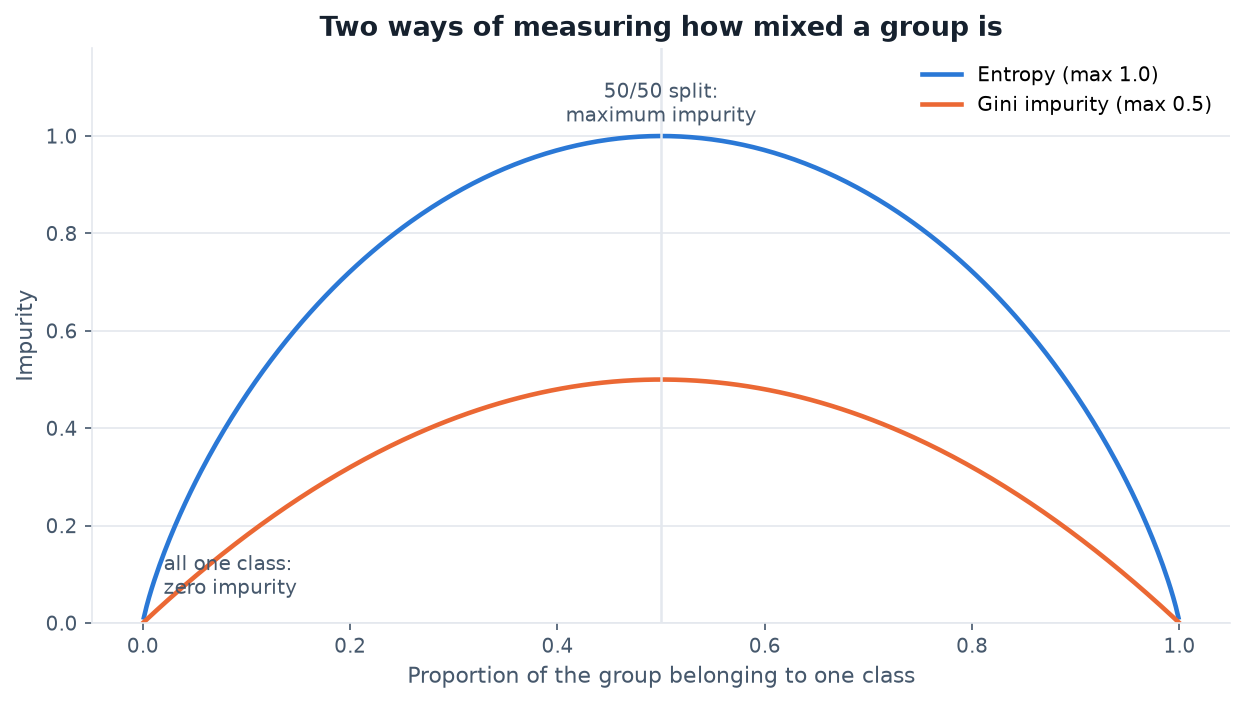 Two ways of measuring how mixed a group is
Entropy (max 1.0)
Gini impurity (max 0.5)
50/50 split:
maximum impurity
all one class:
zero impurity
Impurity
1.0
0.8
0.6
0.4
0.2
0.0
0.0 0.2 0.4 0.6 0.8 1.0
Proportion of the group belonging to one class